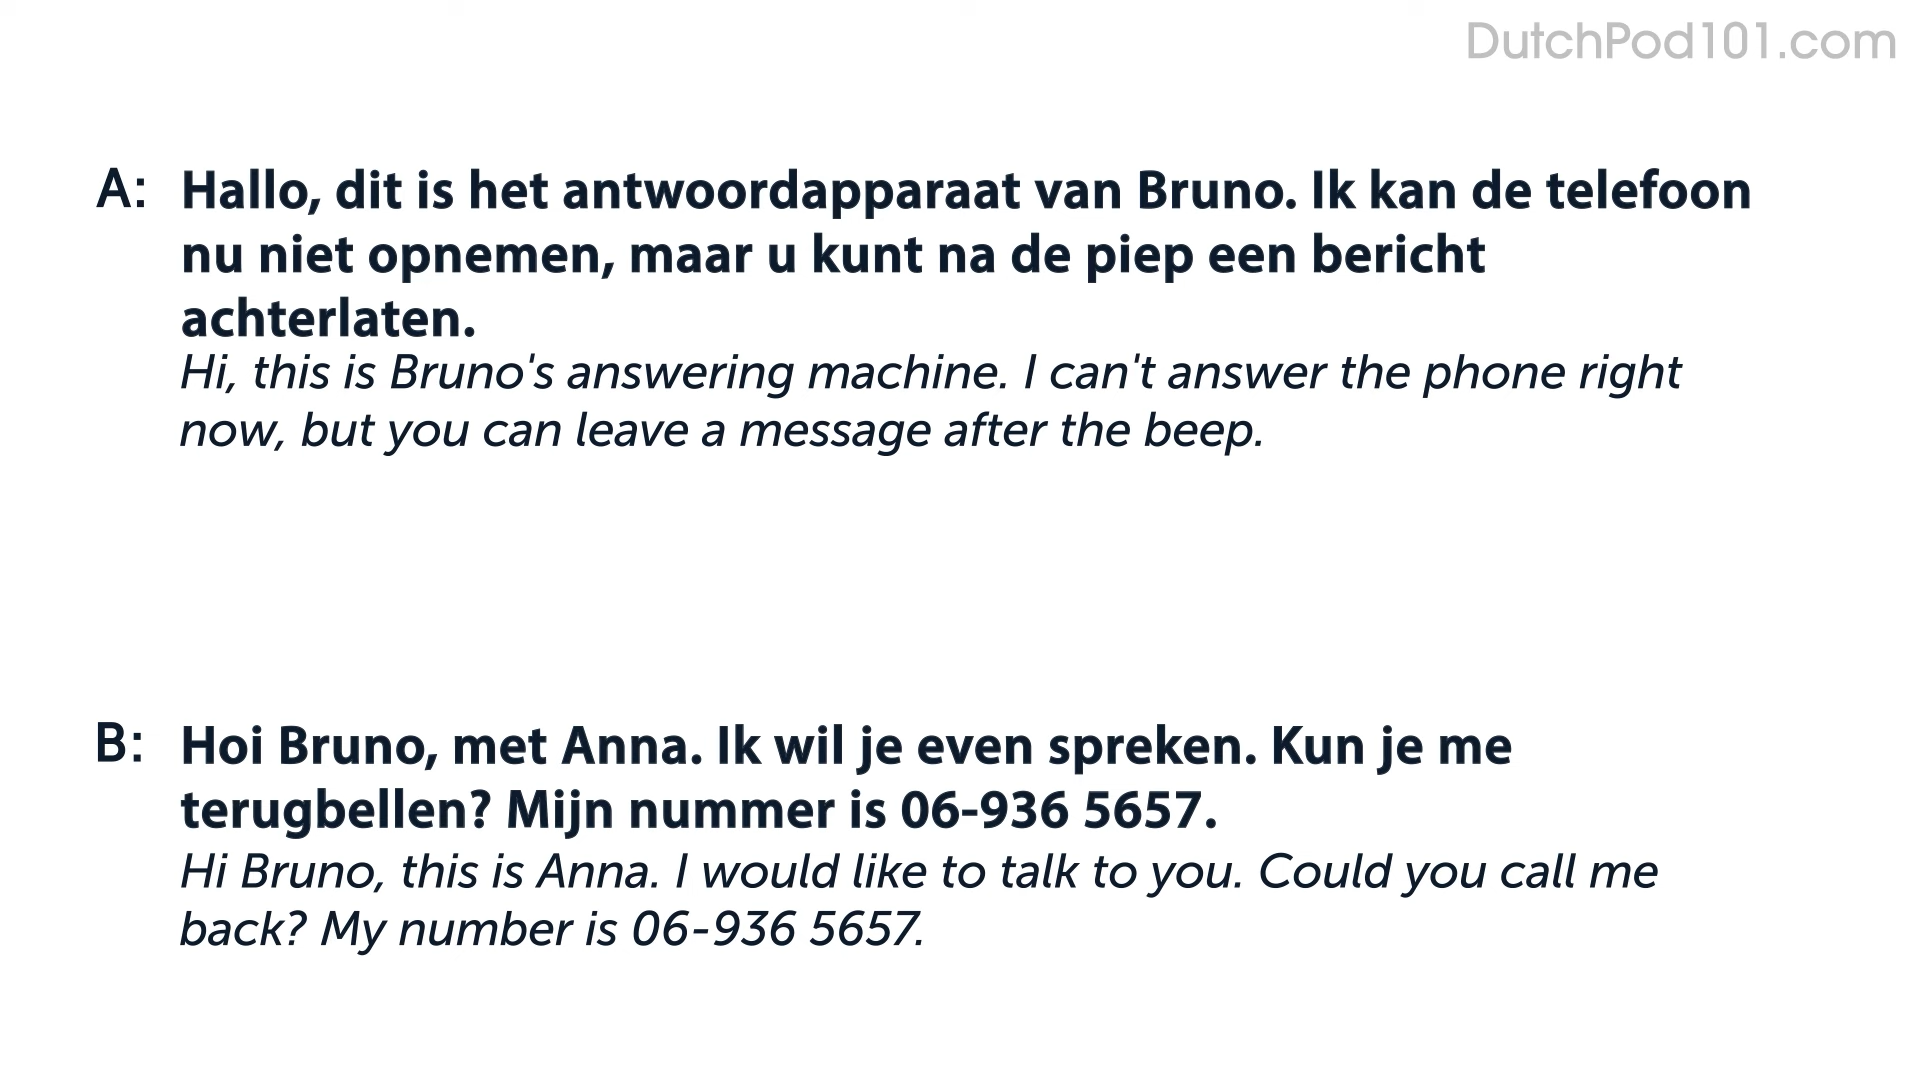 DutchPod101.com
A: Hallo, dit is het antwoordapparaat van Bruno. Ik kan de telefoon
nu niet opnemen, maar u kunt na de piep een bericht
achterlaten.
Hi, this is Bruno's answering machine. I can't answer the phone right
now, but you can leave a message after the beep.
B: Hoi Bruno, met Anna. Ik wil je even spreken. Kun je me
terugbellen? Mijn nummer is 06-936 5657.
Hi Bruno, this is Anna. I would like to talk to you. Could you call me
back? My number is 06-936 5657.